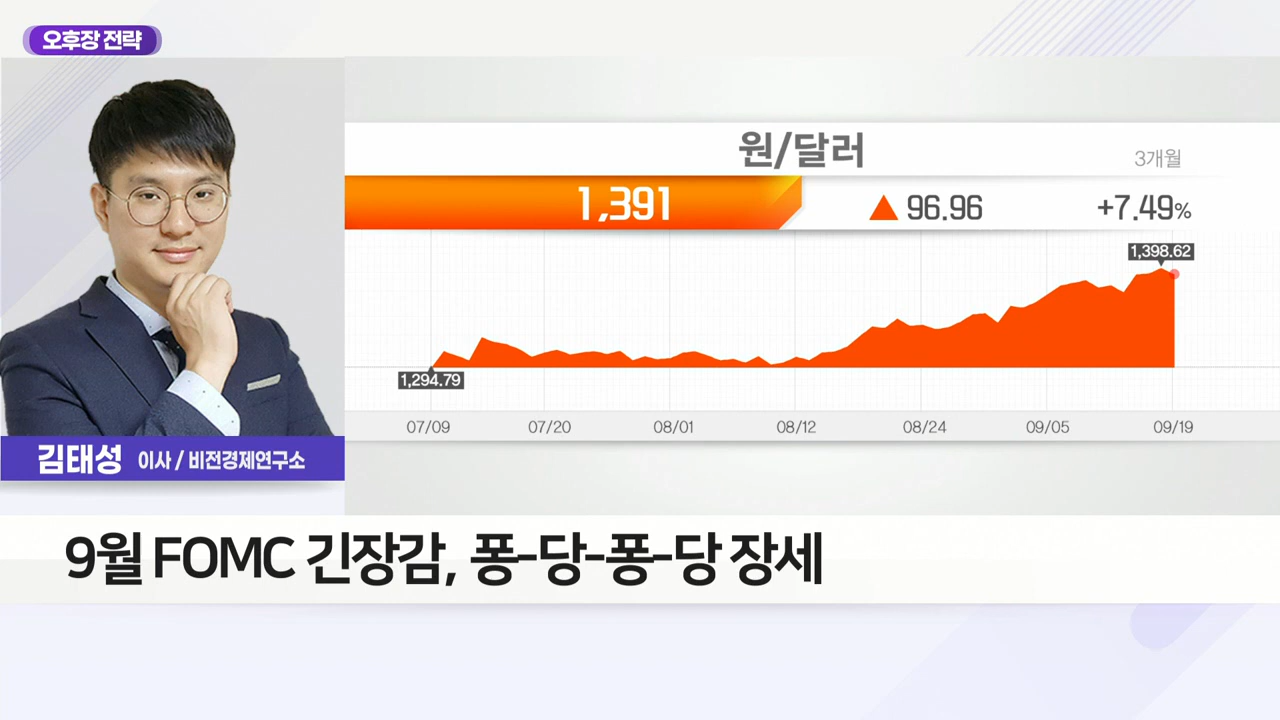 오후장 전략
원/달러
3개월
1,391 ▲ 96.96 +7.49%
1,398.62
1,294.79
07/09 07/20 08/01 08/12 08/24 09/05 09/19
김태성 이사 / 비전경제연구소
9월 FOMC 긴장감, 퐁-당-퐁-당 장세